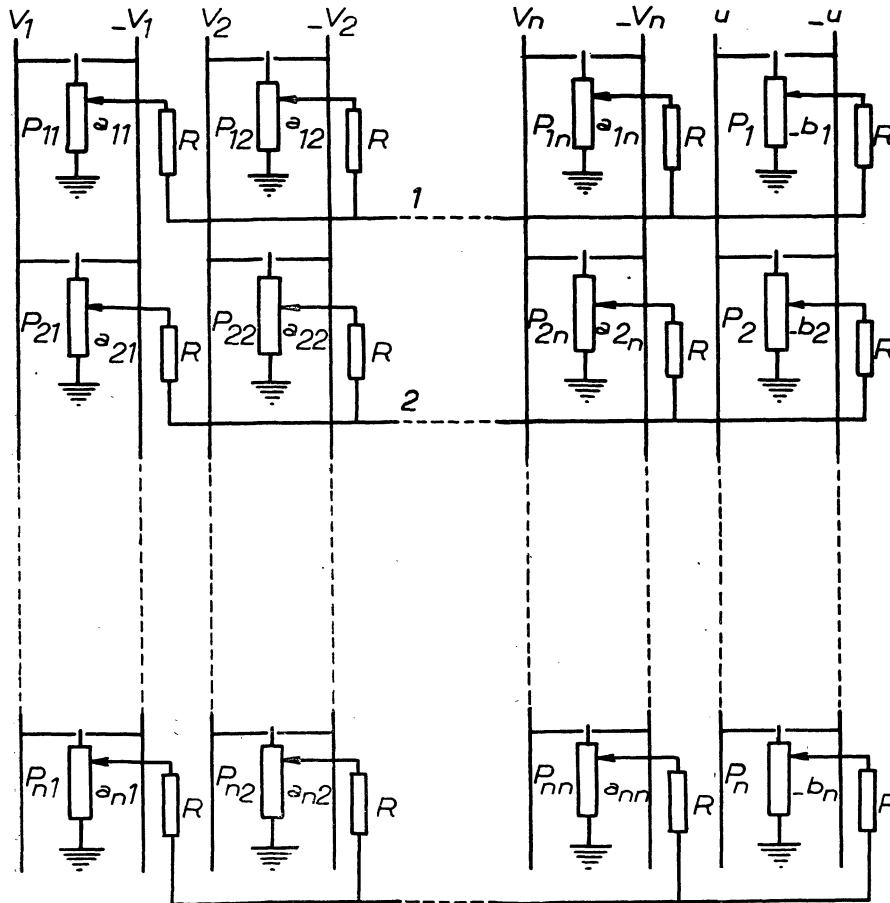 V1 -V1 V2 -V2 Vn -Vn u -u
P11 a11 R P12 a12 R P1n a1n R P1 -b1 R
1
P21 a21 R P22 a22 R P2n a2n R P2 -b2 R
2
Pn1 an1 R Pn2 an2 R Pnn ann R Pn -bn R